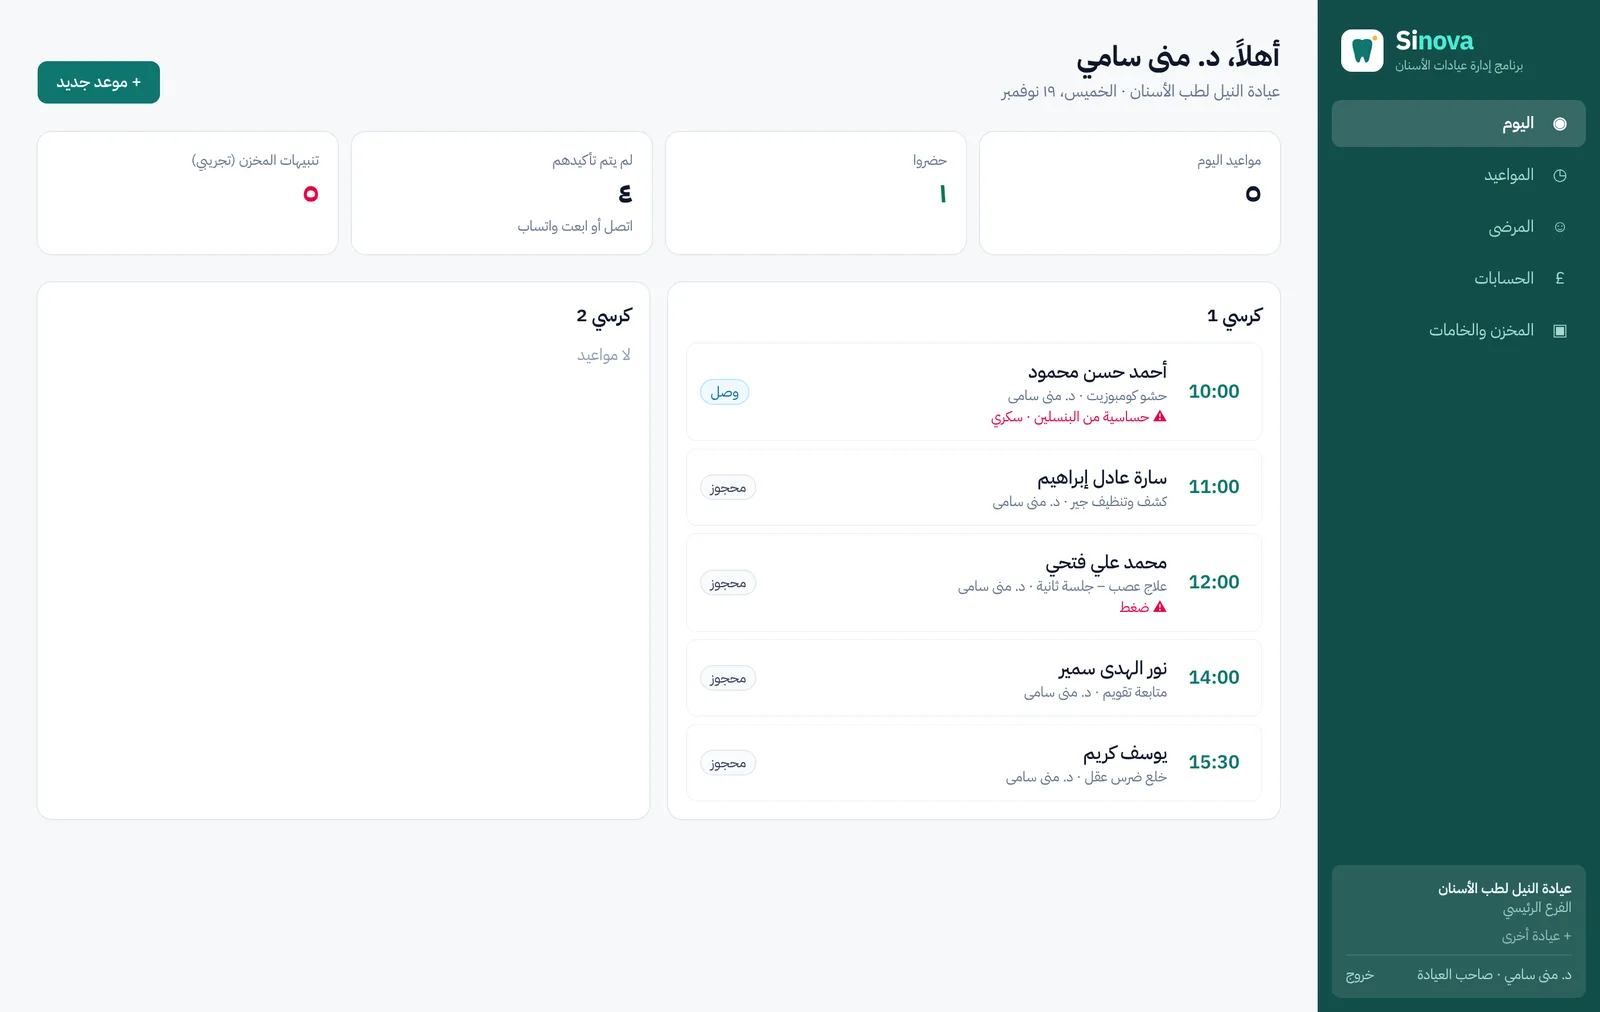 Sinova
برنامج إدارة عيادات الأسنان
اليوم
المواعيد
المرضى
£ الحسابات
المخزن والخامات
عيادة النيل لطب الأسنان
الفرع الرئيسي
+ عيادة أخرى
د. منى سامي · صاحب العيادة
خروج
أهلاً، د. منى سامي
عيادة النيل لطب الأسنان · الخميس، ١٩ نوفمبر
+ موعد جديد
مواعيد اليوم
٥
حضروا
١
لم يتم تأكيدهم
٤
اتصل أو ابعت واتساب
تنبيهات المخزن (تجريبي)
٥
كرسي 1
10:00
أحمد حسن محمود
حشو كومبوزيت · د. منى سامى
⚠ حساسية من البنسلين · سكري
وصل
11:00
سارة عادل إبراهيم
كشف وتنظيف جير · د. منى سامى
محجوز
12:00
محمد علي فتحي
علاج عصب – جلسة ثانية · د. منى سامى
⚠ ضغط
محجوز
14:00
نور الهدى سمير
متابعة تقويم · د. منى سامى
محجوز
15:30
يوسف كريم
خلع ضرس عقل · د. منى سامى
محجوز
كرسي 2
لا مواعيد